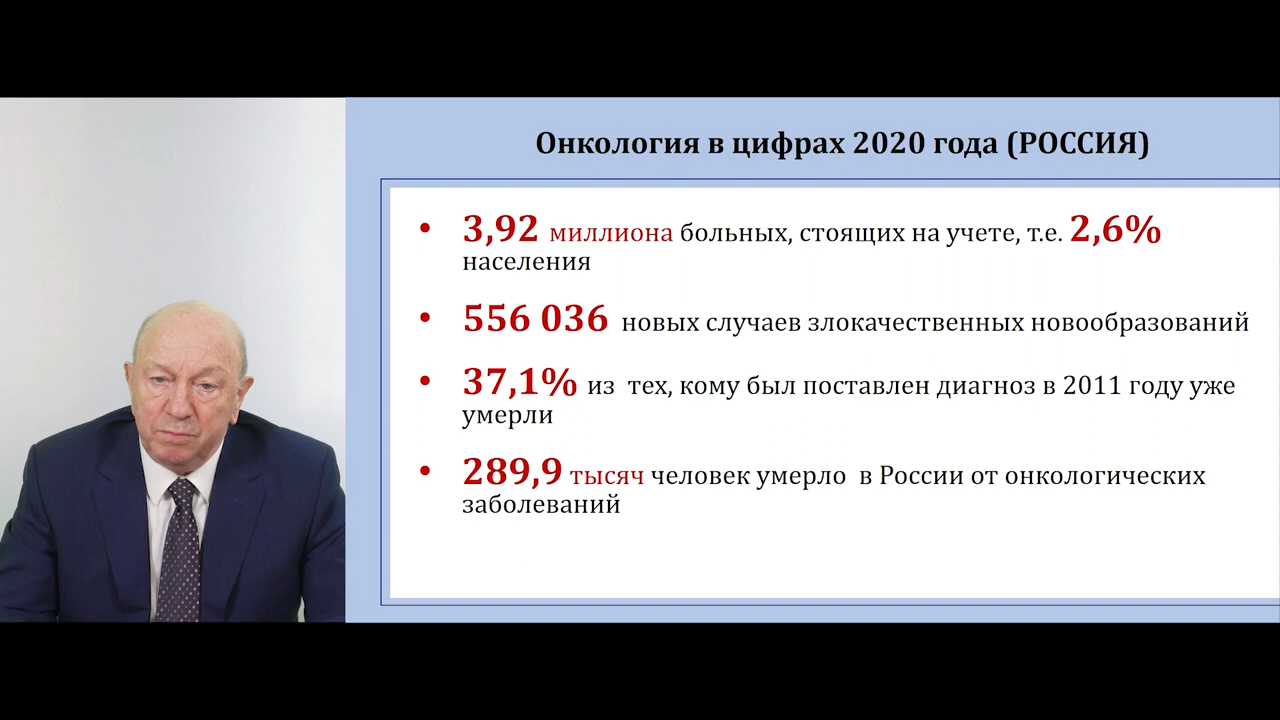 Онкология в цифрах 2020 года (РОССИЯ)
• 3,92 миллиона больных, стоящих на учете, т.е. 2,6%
населения
• 556 036 новых случаев злокачественных новообразований
• 37,1% из тех, кому был поставлен диагноз в 2011 году уже
умерли
• 289,9 тысяч человек умерло в России от онкологических
заболеваний